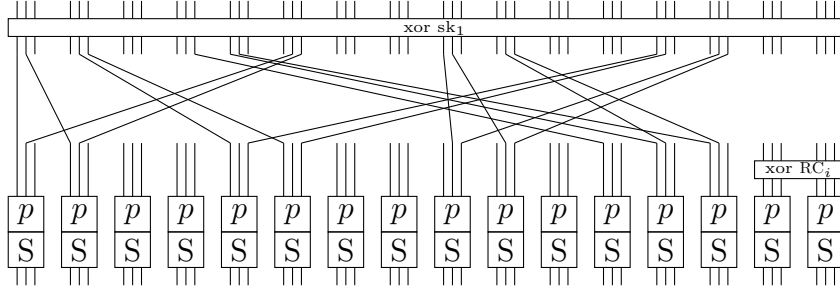 xor sk₁
xor RCᵢ
p p p p p p p p p p p p p p p p
S S S S S S S S S S S S S S S S